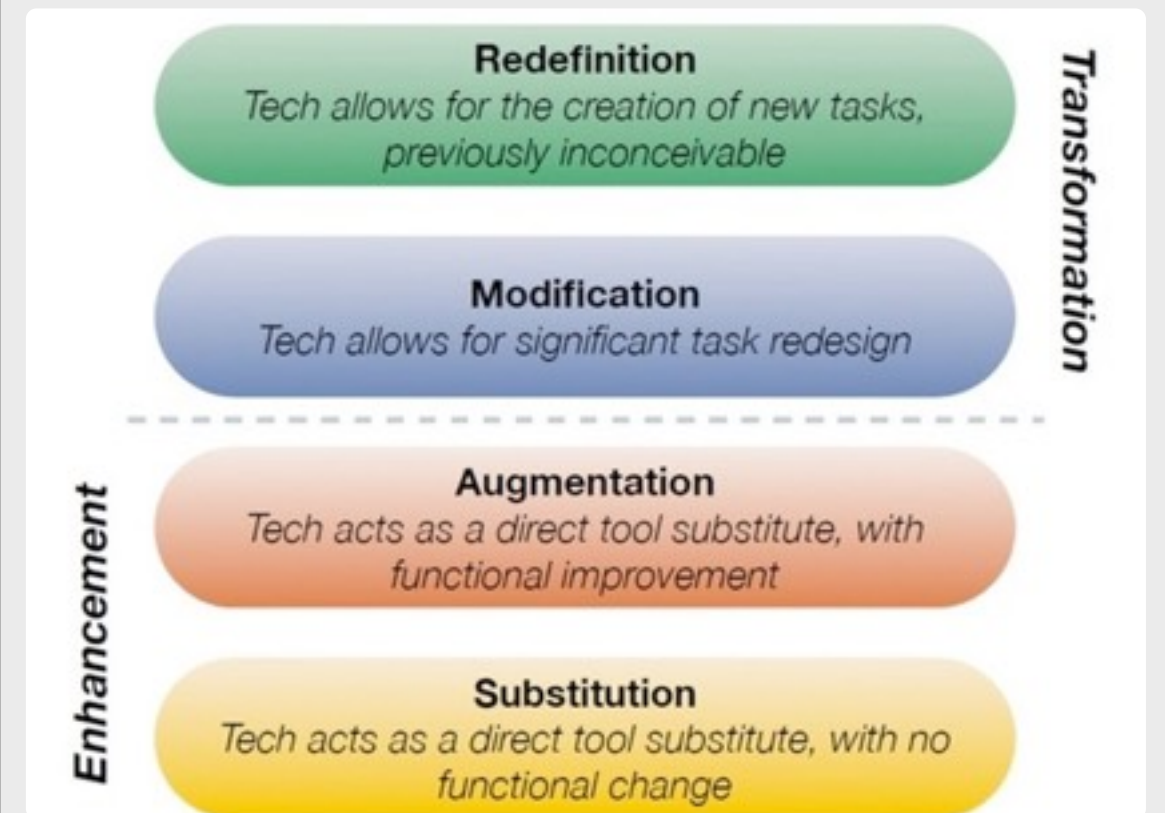 Redefinition
Tech allows for the creation of new tasks,
previously inconceivable
Transformation
Modification
Tech allows for significant task redesign
Augmentation
Tech acts as a direct tool substitute, with
functional improvement
Enhancement
Substitution
Tech acts as a direct tool substitute, with no
functional change